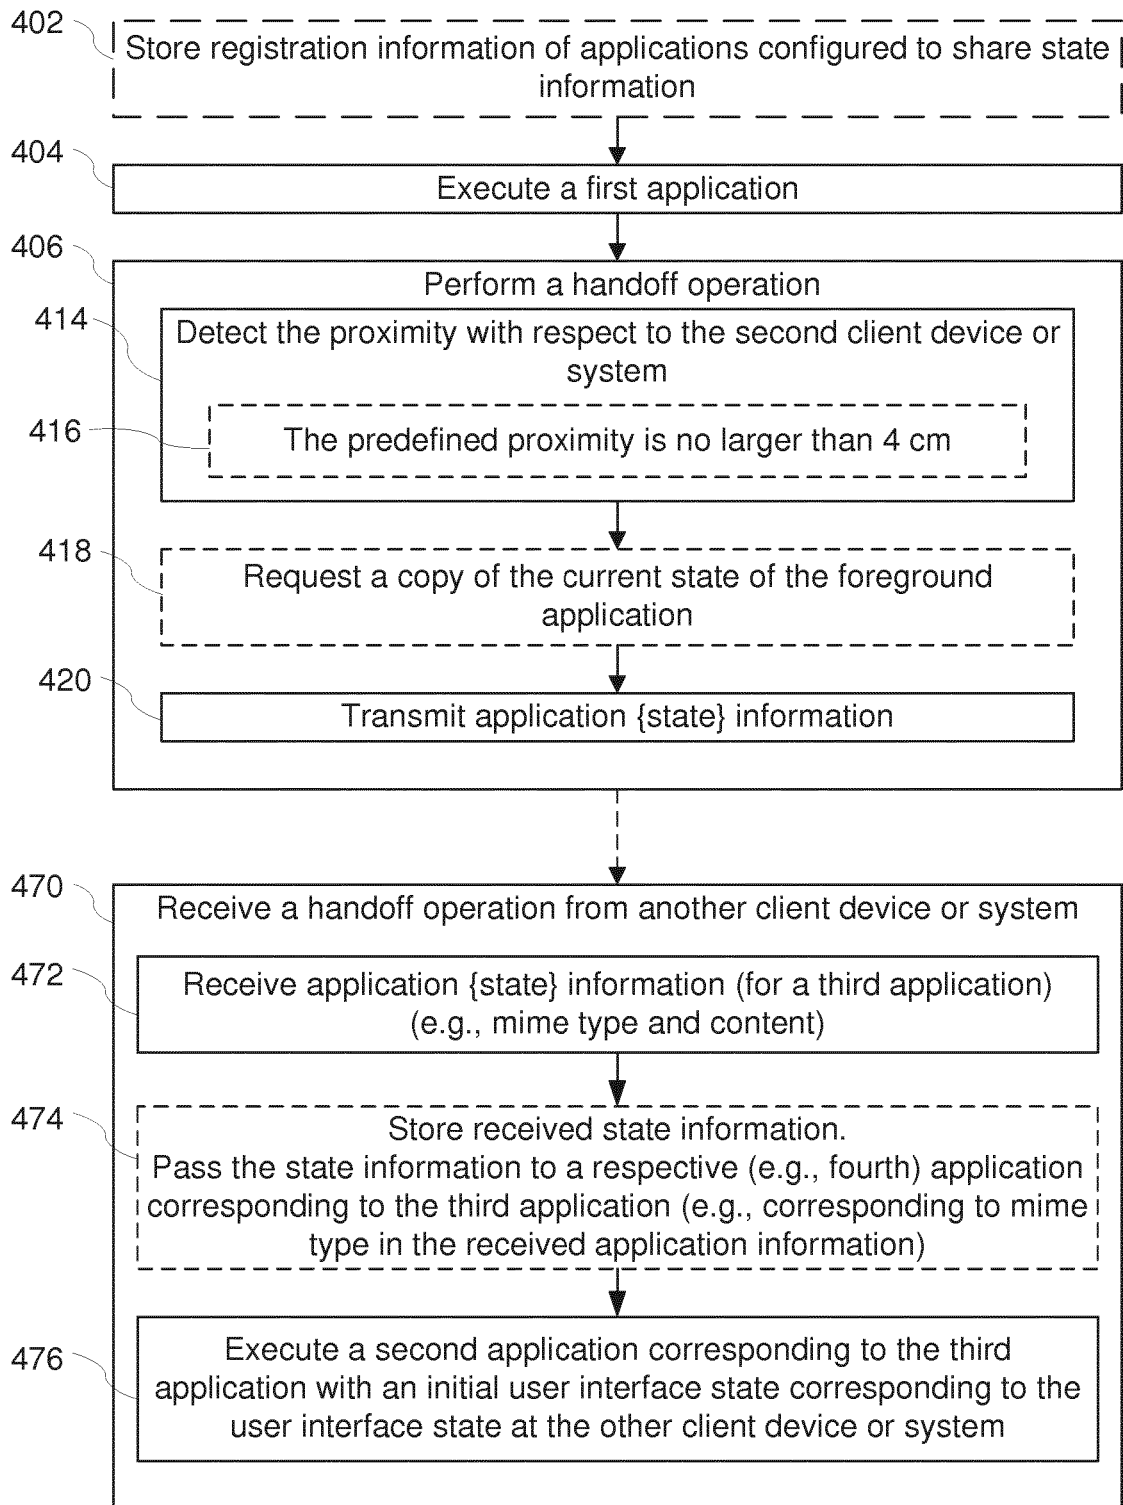 402
Store registration information of applications configured to share state
information
404
Execute a first application
406
Perform a handoff operation
414
Detect the proximity with respect to the second client device or
system
416
The predefined proximity is no larger than 4 cm
418
Request a copy of the current state of the foreground
application
420
Transmit application {state} information
470
Receive a handoff operation from another client device or system
472
Receive application {state} information (for a third application)
(e.g., mime type and content)
474
Store received state information.
Pass the state information to a respective (e.g., fourth) application
corresponding to the third application (e.g., corresponding to mime
type in the received application information)
476
Execute a second application corresponding to the third
application with an initial user interface state corresponding to the
user interface state at the other client device or system